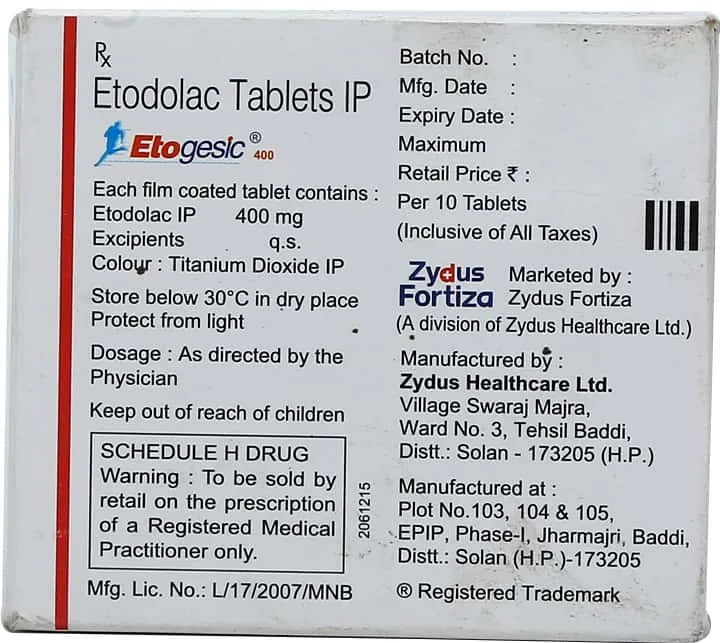 Rx
Etodolac Tablets IP
Etogesic® 400
Each film coated tablet contains :
Etodolac IP 400 mg
Excipients q.s.
Colour : Titanium Dioxide IP
Store below 30°C in dry place
Protect from light
Dosage : As directed by the
Physician
Keep out of reach of children
SCHEDULE H DRUG
Warning : To be sold by
retail on the prescription
of a Registered Medical
Practitioner only.
Mfg. Lic. No.: L/17/2007/MNB
2061215
Batch No. :
Mfg. Date :
Expiry Date :
Maximum
Retail Price ₹ :
Per 10 Tablets
(Inclusive of All Taxes)
Zydus
Fortiza
Marketed by :
Zydus Fortiza
(A division of Zydus Healthcare Ltd.)
Manufactured by :
Zydus Healthcare Ltd.
Village Swaraj Majra,
Ward No. 3, Tehsil Baddi,
Distt.: Solan - 173205 (H.P.)
Manufactured at :
Plot No.103, 104 & 105,
EPIP, Phase-I, Jharmajri, Baddi,
Distt.: Solan (H.P.)-173205
® Registered Trademark